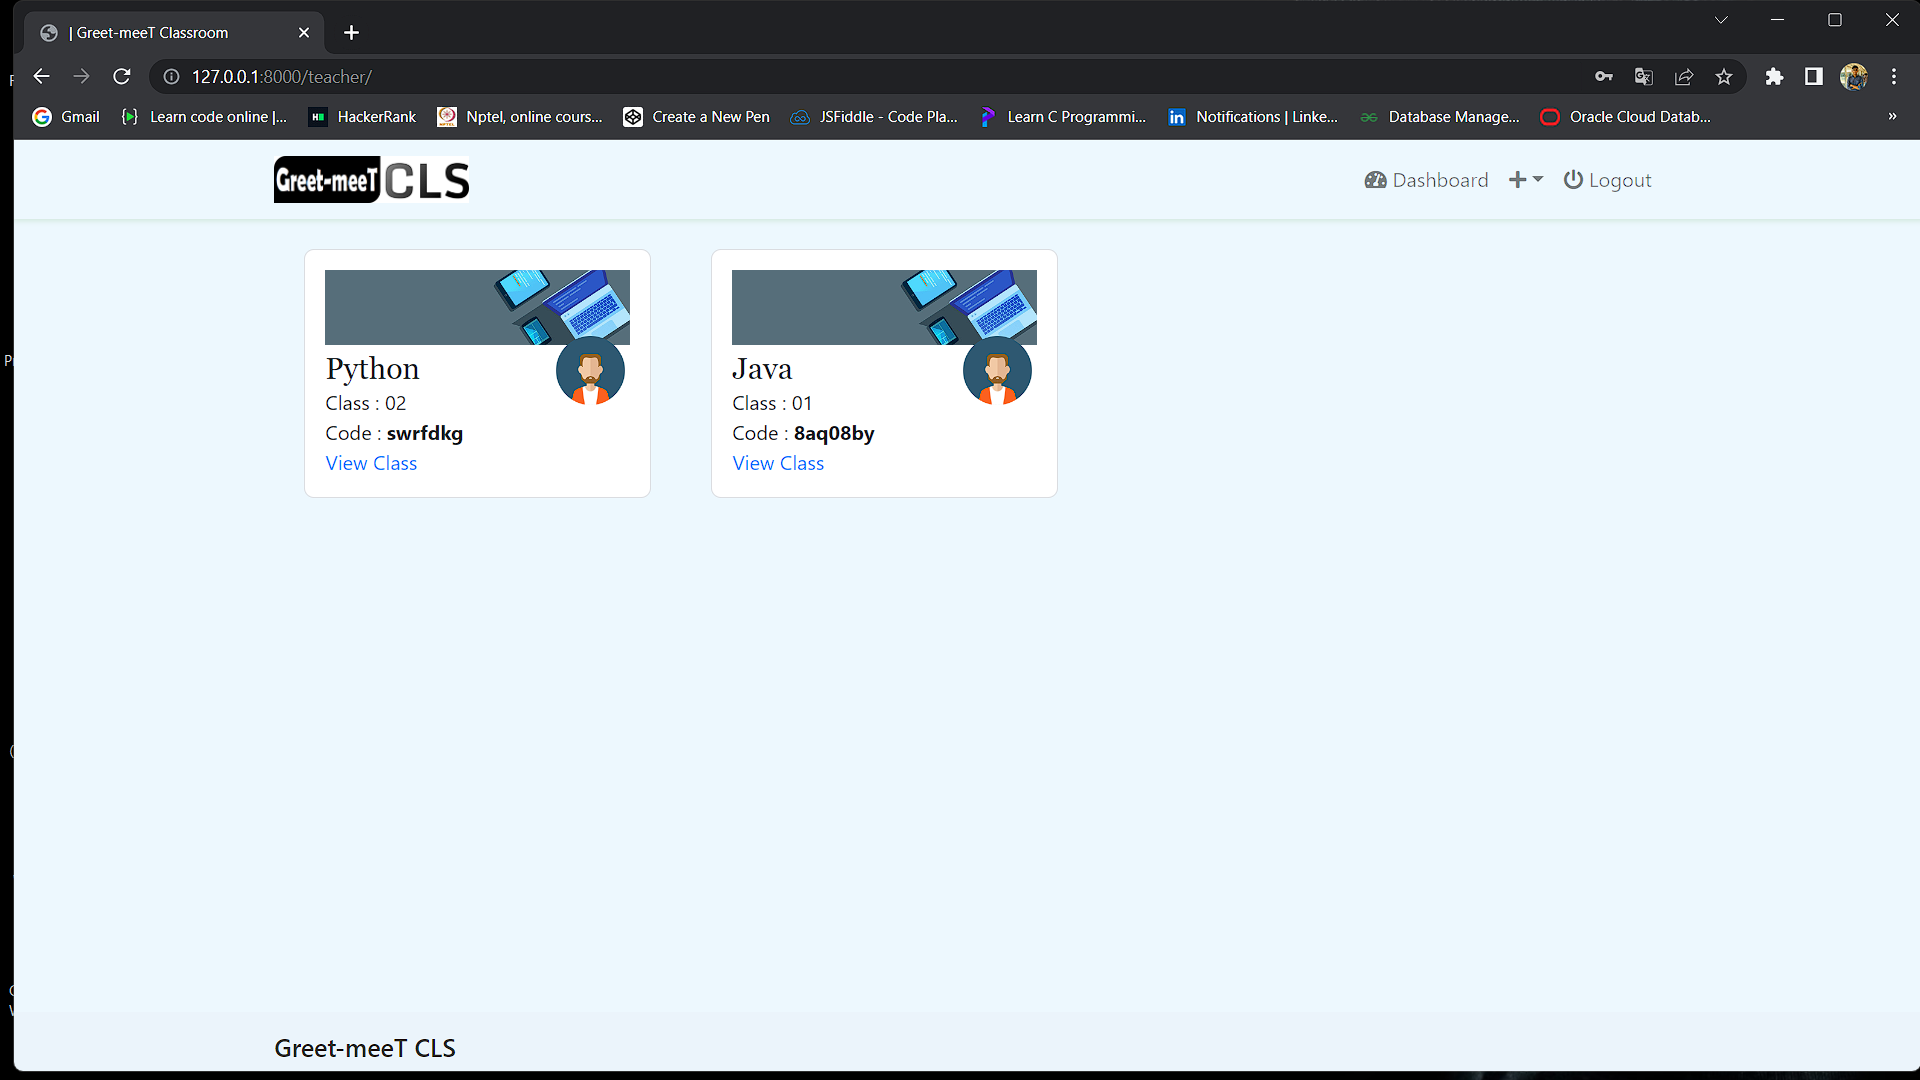 | Greet-meeT Classroom
127.0.0.1:8000/teacher/
Gmail Learn code online |... HackerRank Nptel, online cours... Create a New Pen JSFiddle - Code Pla... Learn C Programmi... Notifications | Linke... Database Manage... Oracle Cloud Datab... »
Greet-meeT CLS Dashboard Logout
Python
Class : 02
Code : swrfdkg
View Class
Java
Class : 01
Code : 8aq08by
View Class
Greet-meeT CLS